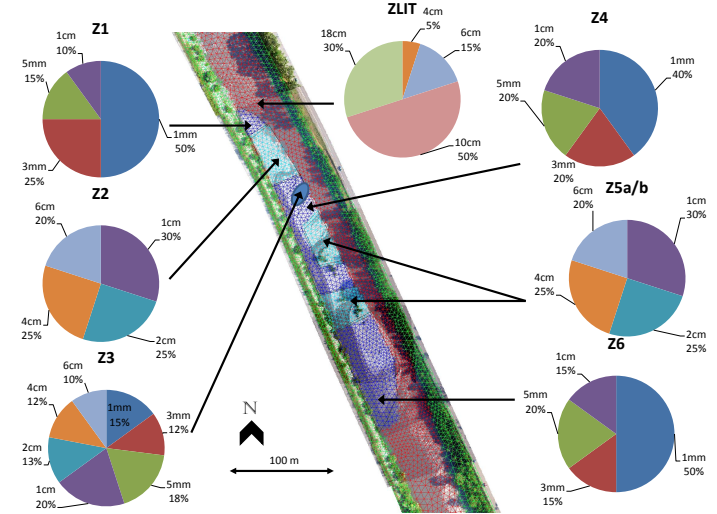 Z1
1cm
10%
5mm
15%
3mm
25%
1mm
50%
ZLIT
4cm
5%
6cm
15%
18cm
30%
10cm
50%
Z4
1cm
20%
1mm
40%
5mm
20%
3mm
20%
Z2
6cm
20%
1cm
30%
4cm
25%
2cm
25%
Z5a/b
6cm
20%
1cm
30%
4cm
25%
2cm
25%
Z3
6cm
10%
4cm
12%
1mm
15%
3mm
12%
2cm
13%
1cm
20%
5mm
18%
N
100 m
Z6
1cm
15%
5mm
20%
3mm
15%
1mm
50%